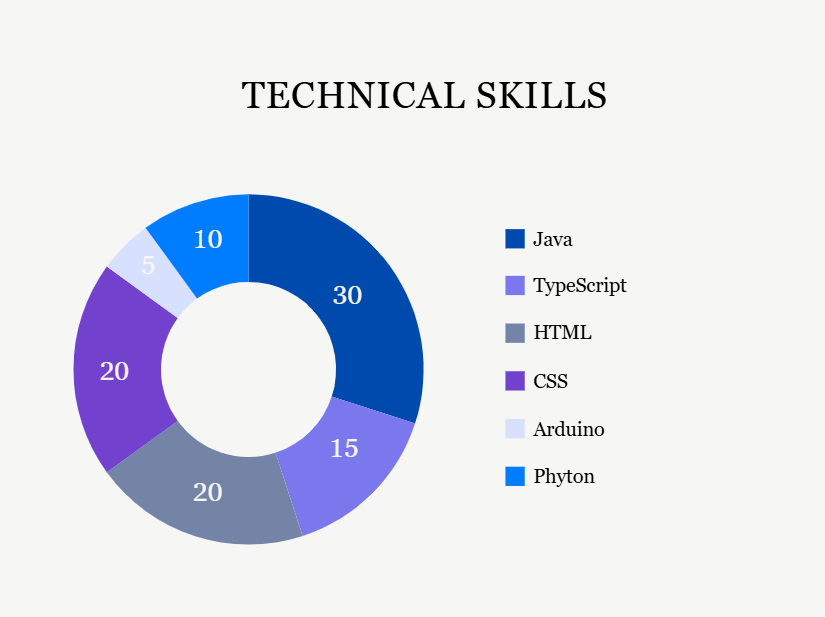 TECHNICAL SKILLS
10
5
30
20
15
20
Java
TypeScript
HTML
CSS
Arduino
Phyton